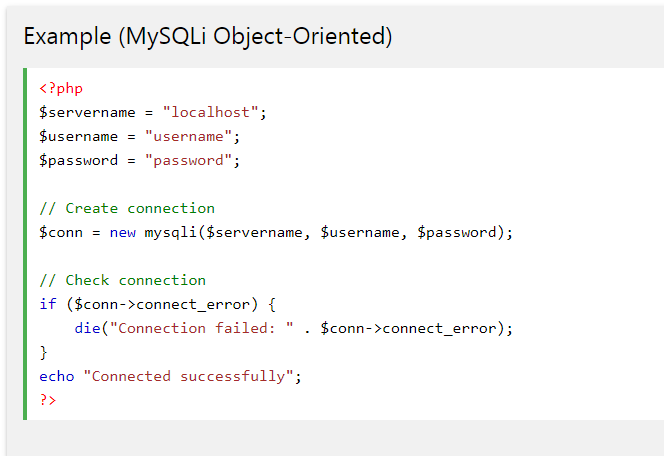 Example (MySQLi Object-Oriented)
<?php
$servername = "localhost";
$username = "username";
$password = "password";

// Create connection
$conn = new mysqli($servername, $username, $password);

// Check connection
if ($conn->connect_error) {
    die("Connection failed: " . $conn->connect_error);
}
echo "Connected successfully";
?>